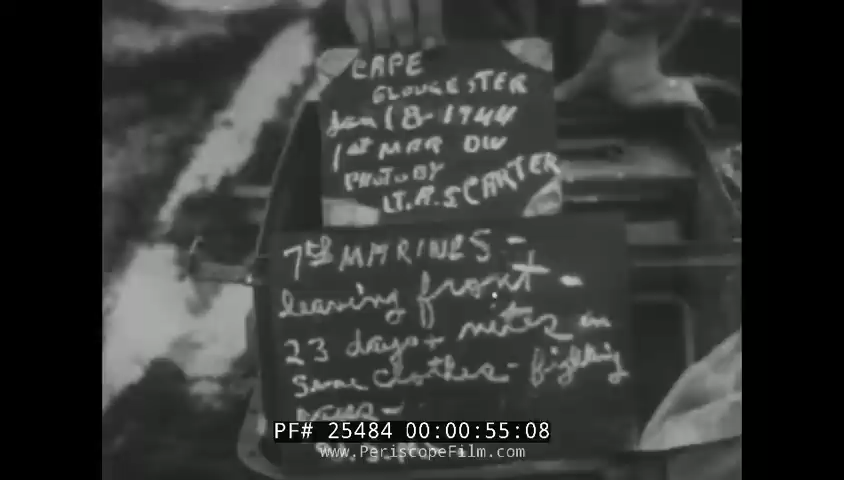 CAPE
GLOUCESTER
Jan 18-1944
1st MAR DIV
PHOTO BY
LT. R. S CARTER
7th MARINES -
leaving front -
23 days + nites in
same clothes - fighting
PF# 25484 00:00:55:08
www.PeriscopeFilm.com